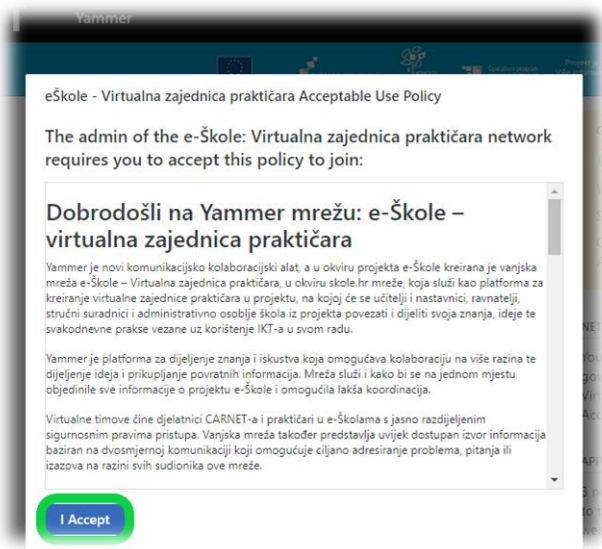 Yammer
eŠkole - Virtualna zajednica praktičara Acceptable Use Policy
The admin of the e-Škole: Virtualna zajednica praktičara network
requires you to accept this policy to join:
Dobrodošli na Yammer mrežu: e-Škole –
virtualna zajednica praktičara
Yammer je novi komunikacijsko kolaboracijski alat, a u okviru projekta e-Škole kreirana je vanjska
mreža e-Škole – Virtualna zajednica praktičara, u okviru skole.hr mreže, koja služi kao platforma za
kreiranje virtualne zajednice praktičara u projektu, na kojoj će se učitelji i nastavnici, ravnatelji,
stručni suradnici i administrativno osoblje škola iz projekta povezati i dijeliti svoja znanja, ideje te
svakodnevne prakse vezane uz korištenje IKT-a u svom radu.
Yammer je platforma za dijeljenje znanja i iskustva koja omogućava kolaboraciju na više razina te
dijeljenje ideja i prikupljanje povratnih informacija. Mreža služi i kako bi se na jednom mjestu
objedinile sve informacije o projektu e-Škole i omogućila lakša koordinacija.
Virtualne timove čine djelatnici CARNET-a i praktičari u e-Školama s jasno razdijeljenim
sigurnosnim pravima pristupa. Vanjska mreža također predstavlja uvijek dostupan izvor informacija
baziran na dvosmjernoj komunikaciji koji omogućuje ciljano adresiranje problema, pitanja ili
izazova na razini svih sudionika ove mreže.
I Accept